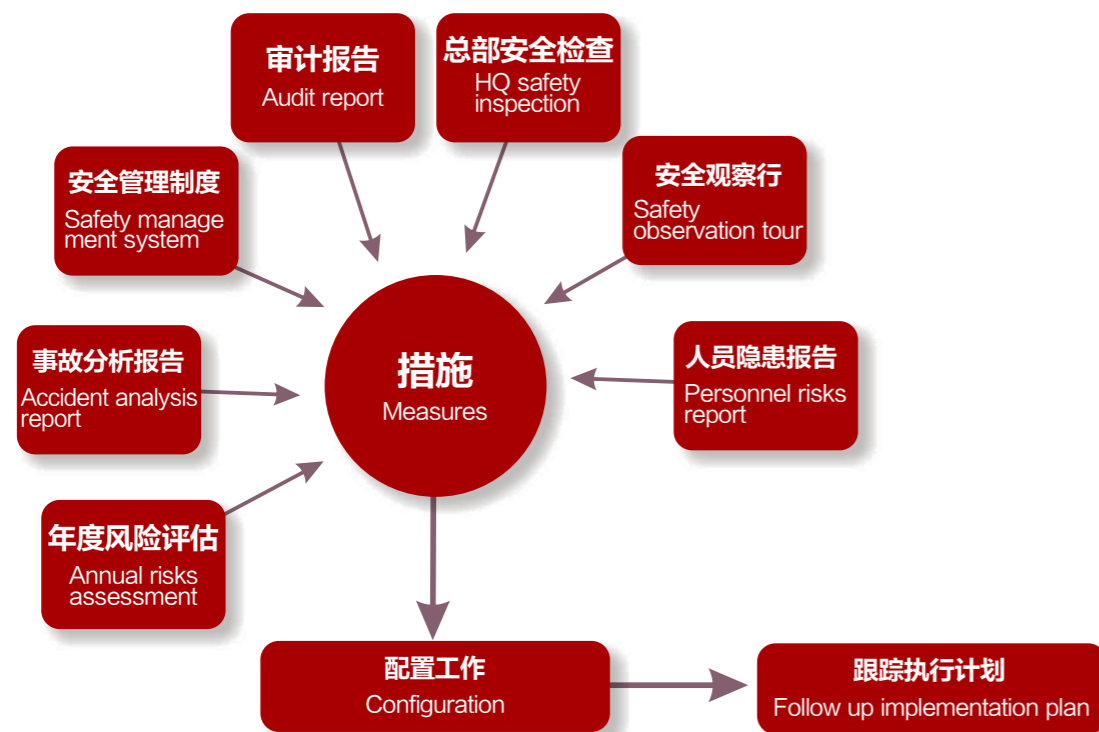 审计报告
Audit report
总部安全检查
HQ safety
inspection
安全管理制度
Safety manage
ment system
安全观察行
Safety
observation tour
事故分析报告
Accident analysis
report
措施
Measures
人员隐患报告
Personnel risks
report
年度风险评估
Annual risks
assessment
配置工作
Configuration
跟踪执行计划
Follow up implementation plan